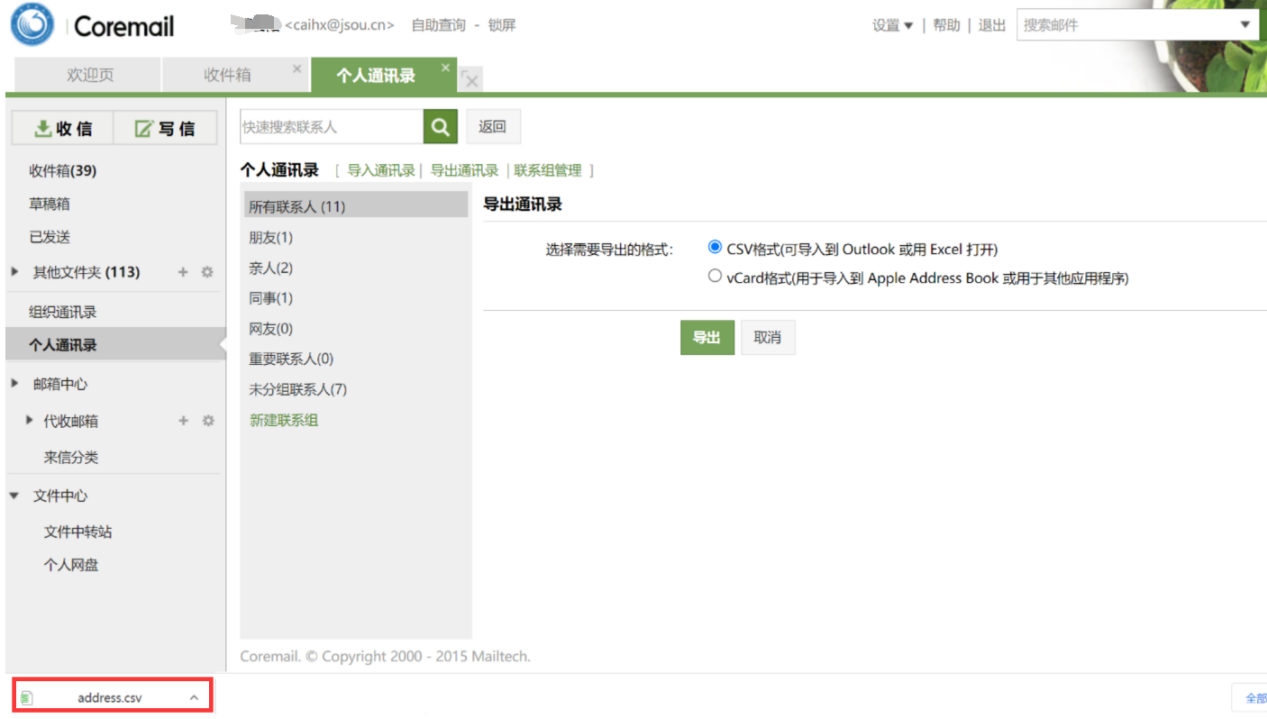 Coremail
<caihx@jsou.cn> 自助查询 - 锁屏
设置 | 帮助 | 退出
搜索邮件
欢迎页
收件箱
个人通讯录
收信
写信
快速搜索联系人
返回
收件箱(39)
草稿箱
已发送
其他文件夹 (113)
组织通讯录
个人通讯录
邮箱中心
代收邮箱
来信分类
文件中心
文件中转站
个人网盘
个人通讯录 [ 导入通讯录 | 导出通讯录 | 联系组管理 ]
所有联系人 (11)
朋友(1)
亲人(2)
同事(1)
网友(0)
重要联系人(0)
未分组联系人(7)
新建联系组
导出通讯录
选择需要导出的格式:
CSV格式(可导入到 Outlook 或用 Excel 打开)
vCard格式(用于导入到 Apple Address Book 或用于其他应用程序)
导出
取消
Coremail. © Copyright 2000 - 2015 Mailtech.
address.csv
全部